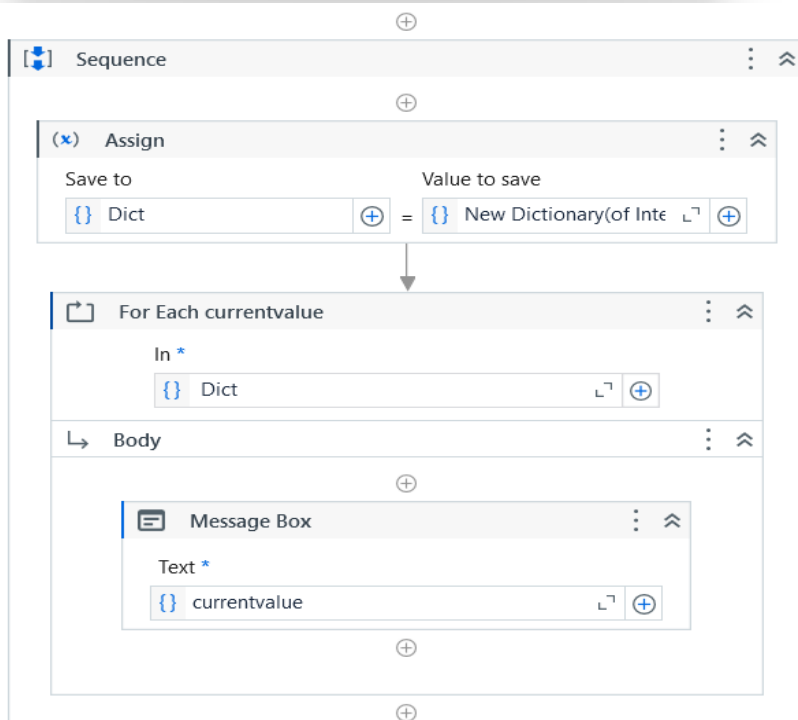 Sequence
(x) Assign
Save to Value to save
{} Dict = {} New Dictionary(of Inte
For Each currentvalue
In *
{} Dict
Body
Message Box
Text *
{} currentvalue